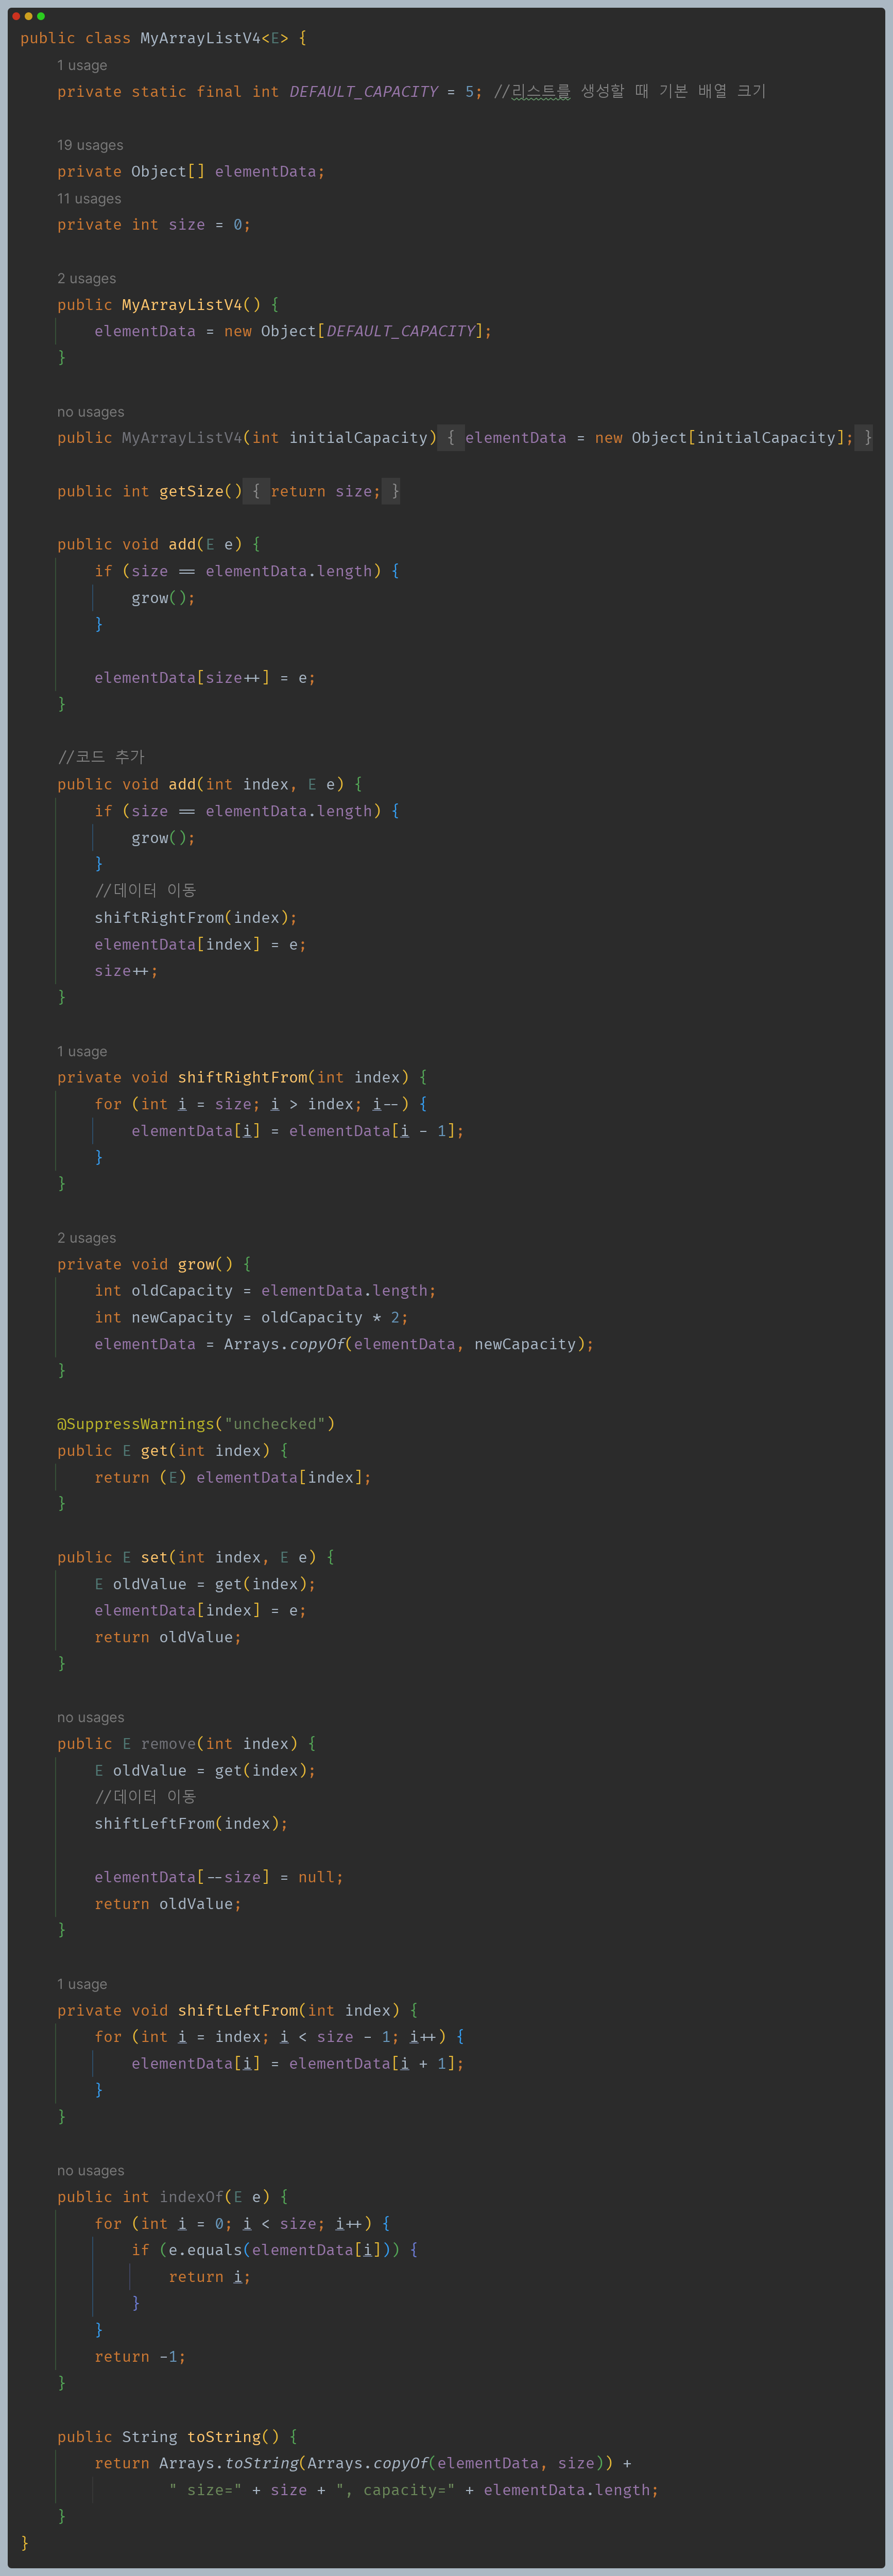 public class MyArrayListV4<E> {
1 usage
private static final int DEFAULT_CAPACITY = 5; //리스트를 생성할 때 기본 배열 크기
19 usages
private Object[] elementData;
11 usages
private int size = 0;
2 usages
public MyArrayListV4() {
elementData = new Object[DEFAULT_CAPACITY];
}
no usages
public MyArrayListV4(int initialCapacity) { elementData = new Object[initialCapacity]; }
public int getSize() { return size; }
public void add(E e) {
if (size == elementData.length) {
grow();
}
elementData[size++] = e;
}
//코드 추가
public void add(int index, E e) {
if (size == elementData.length) {
grow();
}
//데이터 이동
shiftRightFrom(index);
elementData[index] = e;
size++;
}
1 usage
private void shiftRightFrom(int index) {
for (int i = size; i > index; i--) {
elementData[i] = elementData[i - 1];
}
}
2 usages
private void grow() {
int oldCapacity = elementData.length;
int newCapacity = oldCapacity * 2;
elementData = Arrays.copyOf(elementData, newCapacity);
}
@SuppressWarnings("unchecked")
public E get(int index) {
return (E) elementData[index];
}
public E set(int index, E e) {
E oldValue = get(index);
elementData[index] = e;
return oldValue;
}
no usages
public E remove(int index) {
E oldValue = get(index);
//데이터 이동
shiftLeftFrom(index);
elementData[--size] = null;
return oldValue;
}
1 usage
private void shiftLeftFrom(int index) {
for (int i = index; i < size - 1; i++) {
elementData[i] = elementData[i + 1];
}
}
no usages
public int indexOf(E e) {
for (int i = 0; i < size; i++) {
if (e.equals(elementData[i])) {
return i;
}
}
return -1;
}
public String toString() {
return Arrays.toString(Arrays.copyOf(elementData, size)) +
" size=" + size + ", capacity=" + elementData.length;
}
}